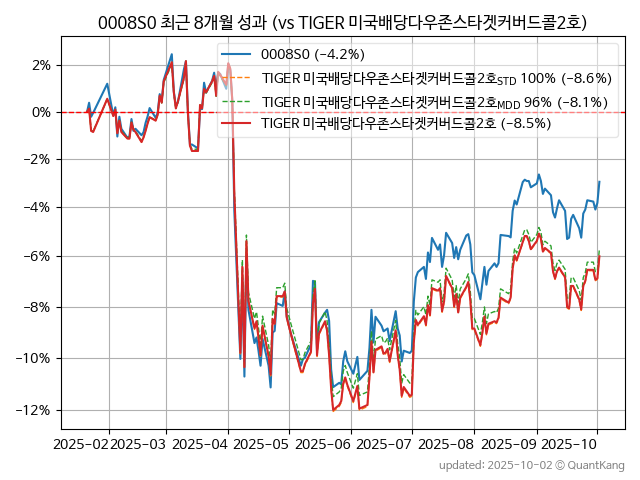 0008S0 최근 8개월 성과 (vs TIGER 미국배당다우존스타겟커버드콜2호)
0008S0 (−4.2%)
TIGER 미국배당다우존스타겟커버드콜2호STD 100% (−8.6%)
TIGER 미국배당다우존스타겟커버드콜2호MDD 96% (−8.1%)
TIGER 미국배당다우존스타겟커버드콜2호 (−8.5%)
2%
0%
−2%
−4%
−6%
−8%
−10%
−12%
2025-02 2025-03 2025-04 2025-05 2025-06 2025-07 2025-08 2025-09 2025-10
updated: 2025-10-02 © QuantKang